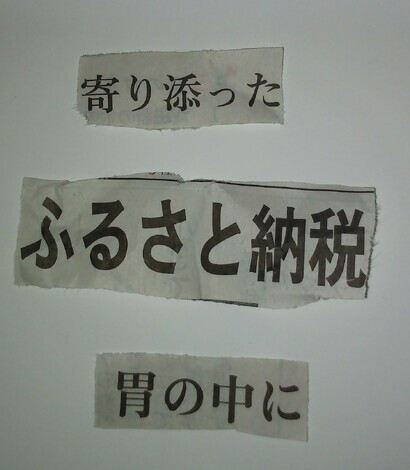 寄り添った
ふるさと納税
胃の中に